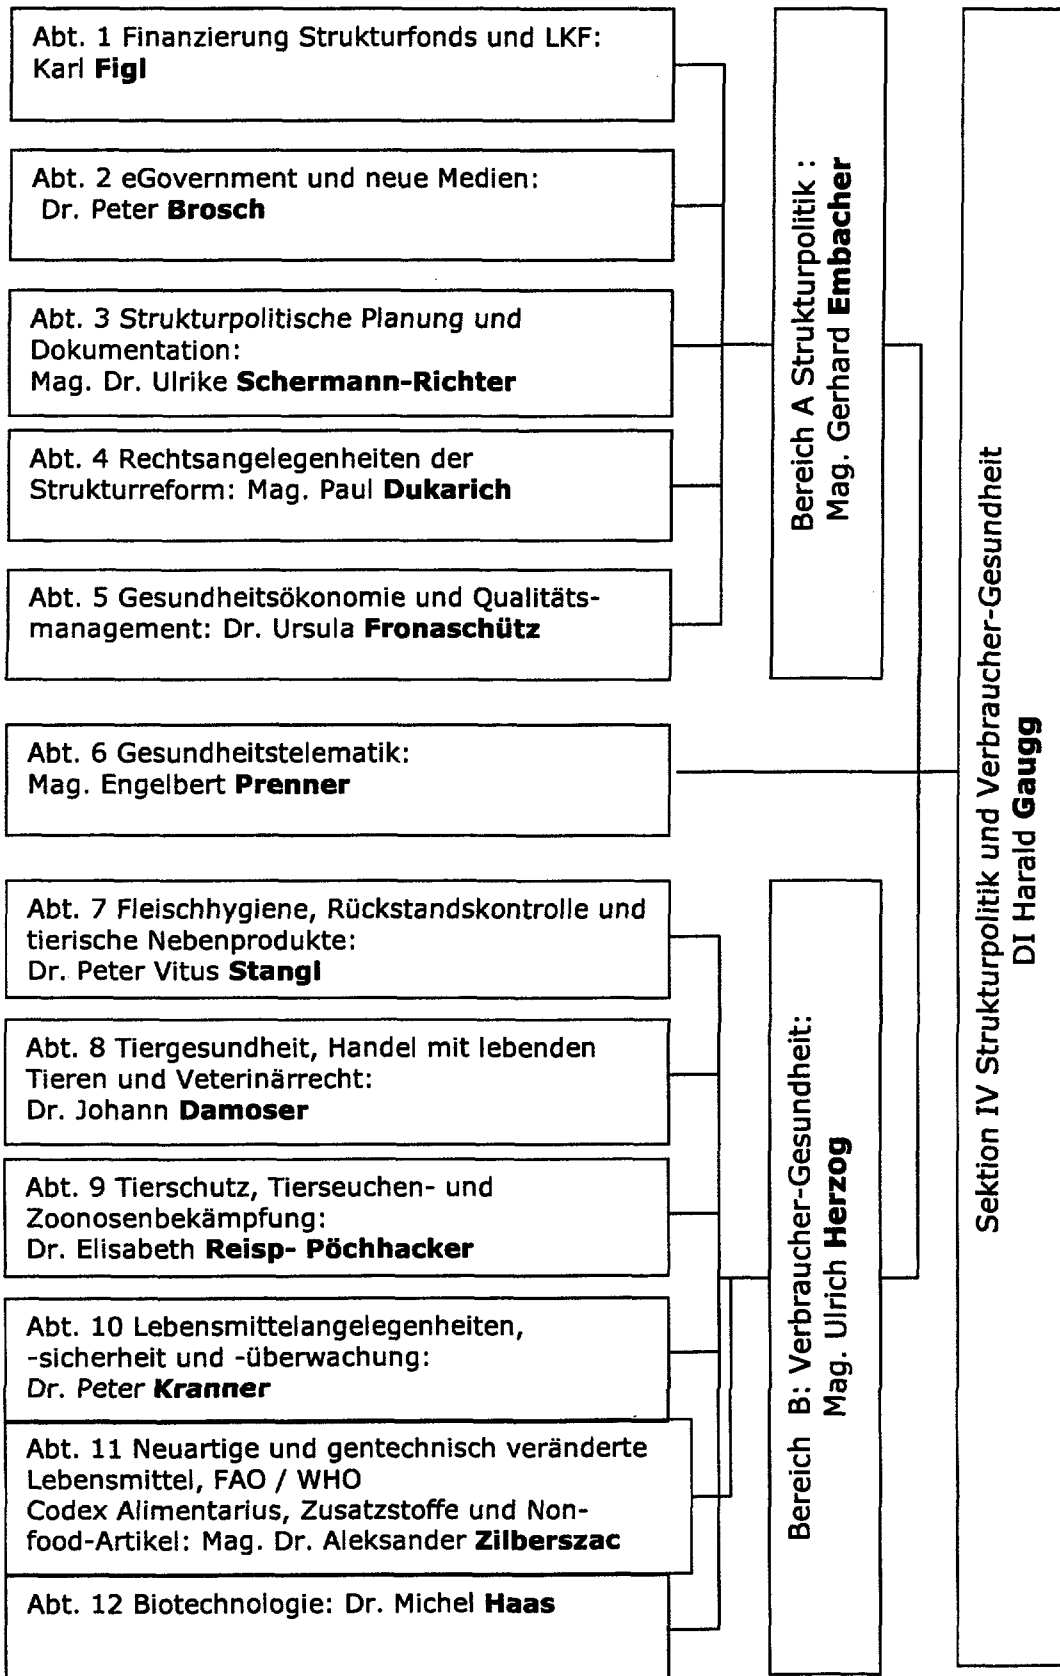 Abt. 1 Finanzierung Strukturfonds und LKF:
Karl Figl
Abt. 2 eGovernment und neue Medien:
Dr. Peter Brosch
Abt. 3 Strukturpolitische Planung und
Dokumentation:
Mag. Dr. Ulrike Schermann-Richter
Abt. 4 Rechtsangelegenheiten der
Strukturreform: Mag. Paul Dukarich
Abt. 5 Gesundheitsökonomie und Qualitäts-
management: Dr. Ursula Fronaschütz
Abt. 6 Gesundheitstelematik:
Mag. Engelbert Prenner
Abt. 7 Fleischhygiene, Rückstandskontrolle und
tierische Nebenprodukte:
Dr. Peter Vitus Stangl
Abt. 8 Tiergesundheit, Handel mit lebenden
Tieren und Veterinärrecht:
Dr. Johann Damoser
Abt. 9 Tierschutz, Tierseuchen- und
Zoonosenbekämpfung:
Dr. Elisabeth Reisp- Pöchhacker
Abt. 10 Lebensmittelangelegenheiten,
-sicherheit und -überwachung:
Dr. Peter Kranner
Abt. 11 Neuartige und gentechnisch veränderte
Lebensmittel, FAO / WHO
Codex Alimentarius, Zusatzstoffe und Non-
food-Artikel: Mag. Dr. Aleksander Zilberszac
Abt. 12 Biotechnologie: Dr. Michel Haas
Bereich A Strukturpolitik :
Mag. Gerhard Embacher
Bereich B: Verbraucher-Gesundheit:
Mag. Ulrich Herzog
Sektion IV Strukturpolitik und Verbraucher-Gesundheit
DI Harald Gaugg